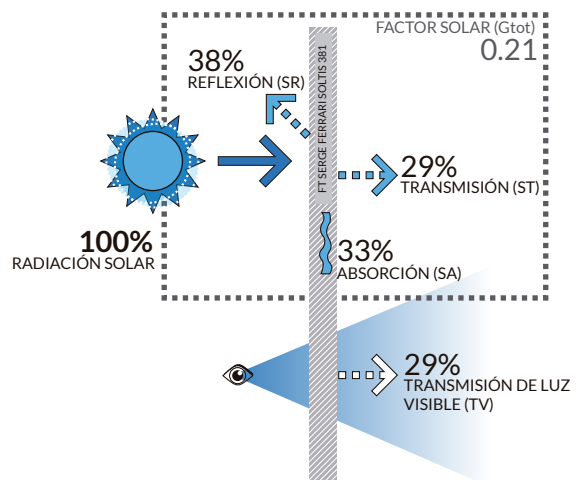 FACTOR SOLAR (Gtot)
0.21
38%
REFLEXIÓN (SR)
FT SERGE FERRARI SOLTIS 381
29%
TRANSMISIÓN (ST)
100%
RADIACIÓN SOLAR
33%
ABSORCIÓN (SA)
29%
TRANSMISIÓN DE LUZ
VISIBLE (TV)